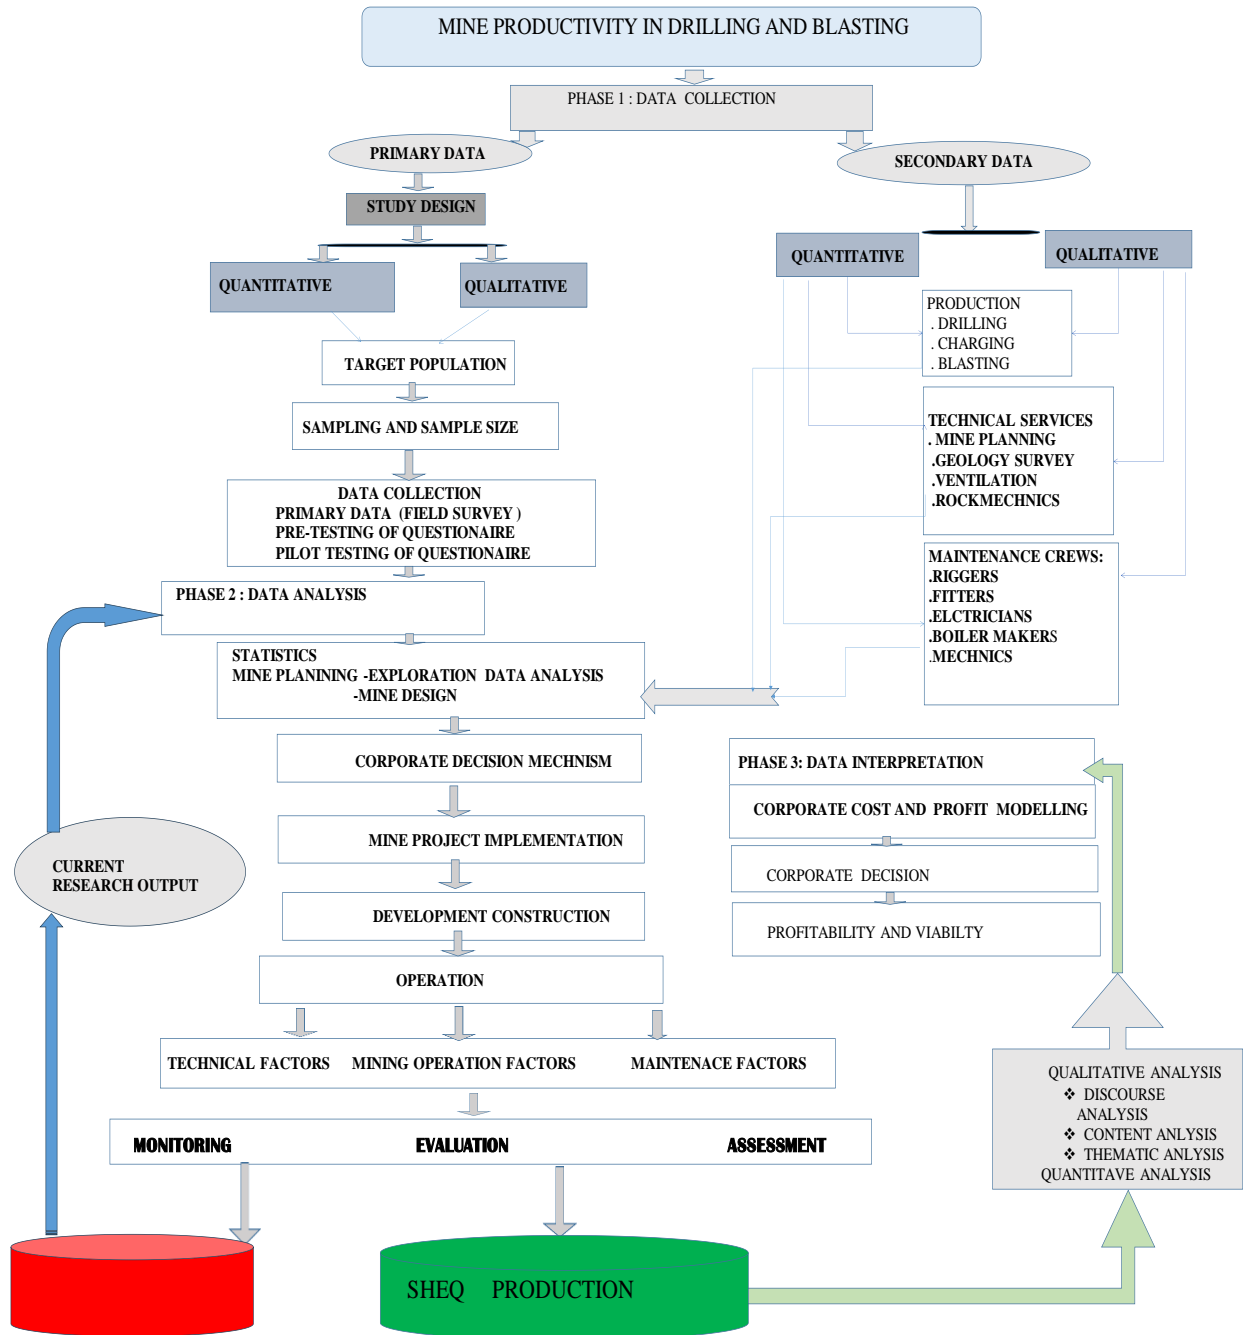 MINE PRODUCTIVITY IN DRILLING AND BLASTING
PHASE 1 : DATA COLLECTION
PRIMARY DATA
SECONDARY DATA
STUDY DESIGN
QUANTITATIVE
QUALITATIVE
QUANTITATIVE
QUALITATIVE
TARGET POPULATION
SAMPLING AND SAMPLE SIZE
DATA COLLECTION
PRIMARY DATA (FIELD SURVEY )
PRE-TESTING OF QUESTIONAIRE
PILOT TESTING OF QUESTIONAIRE
PRODUCTION
. DRILLING
. CHARGING
. BLASTING
TECHNICAL SERVICES
. MINE PLANNING
.GEOLOGY SURVEY
.VENTILATION
.ROCKMECHNICS
MAINTENANCE CREWS:
.RIGGERS
.FITTERS
.ELCTRICIANS
.BOILER MAKERS
.MECHNICS
PHASE 2 : DATA ANALYSIS
STATISTICS
MINE PLANINING -EXPLORATION DATA ANALYSIS
-MINE DESIGN
CORPORATE DECISION MECHNISM
MINE PROJECT IMPLEMENTATION
DEVELOPMENT CONSTRUCTION
OPERATION
TECHNICAL FACTORS MINING OPERATION FACTORS MAINTENACE FACTORS
MONITORING EVALUATION ASSESSMENT
CURRENT
RESEARCH OUTPUT
SHEQ PRODUCTION
PHASE 3: DATA INTERPRETATION
CORPORATE COST AND PROFIT MODELLING
CORPORATE DECISION
PROFITABILITY AND VIABILTY
QUALITATIVE ANALYSIS
❖ DISCOURSE
ANALYSIS
❖ CONTENT ANLYSIS
❖ THEMATIC ANLYSIS
QUANTITAVE ANALYSIS